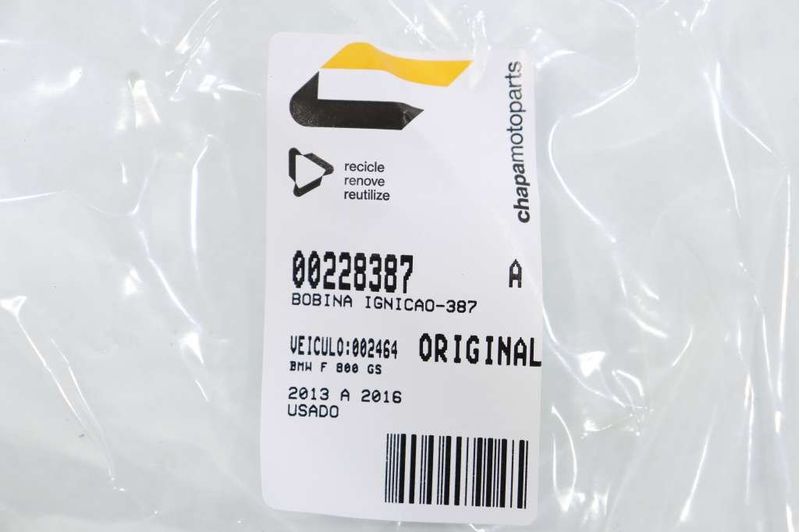 chapamotoparts
recicle
renove
reutilize
00228387 A
BOBINA IGNICAO-387
VEICULO:002464 ORIGINAL
BMW F 800 GS
2013 A 2016
USADO